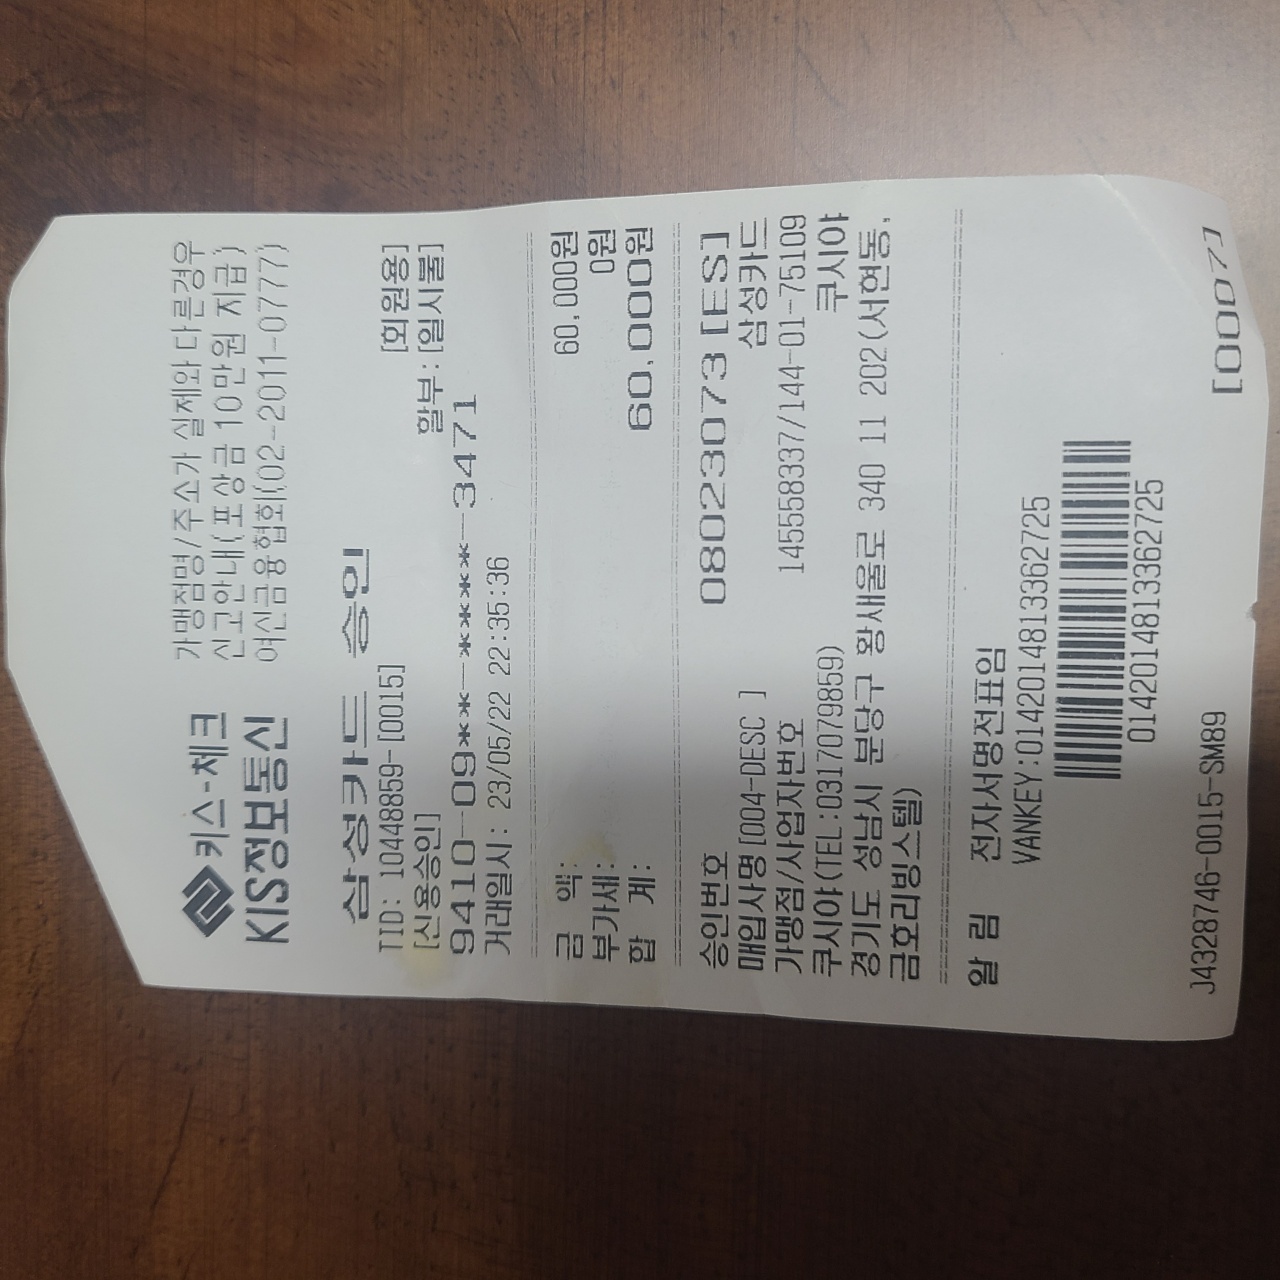 키스-체크
KIS정보통신
가맹점명/주소가 실제와 다른경우
신고안내(포상금 10만원 지급)
여신금융협회(02-2011-0777)
삼성카드 승인
TID: 10448859-[0015] [회원용]
[신용승인] 할부:[일시불]
9410-09**-****-3471
거래일시: 23/05/22 22:35:36
금 액: 60,000원
부가세: 0원
합 계: 60,000원
승인번호 08023073[ES]
매입사명[004-DESC ] 삼성카드
가맹점/사업자번호 145558337/144-01-75109
쿠시야(TEL:0317079859) 쿠시야
경기도 성남시 분당구 황새울로 340 11 202(서현동,
금호리빙스텔)
알 림 전자서명전표임
VANKEY:0142014813362725
0142014813362725
J4328746-0015-SM89 [0007]